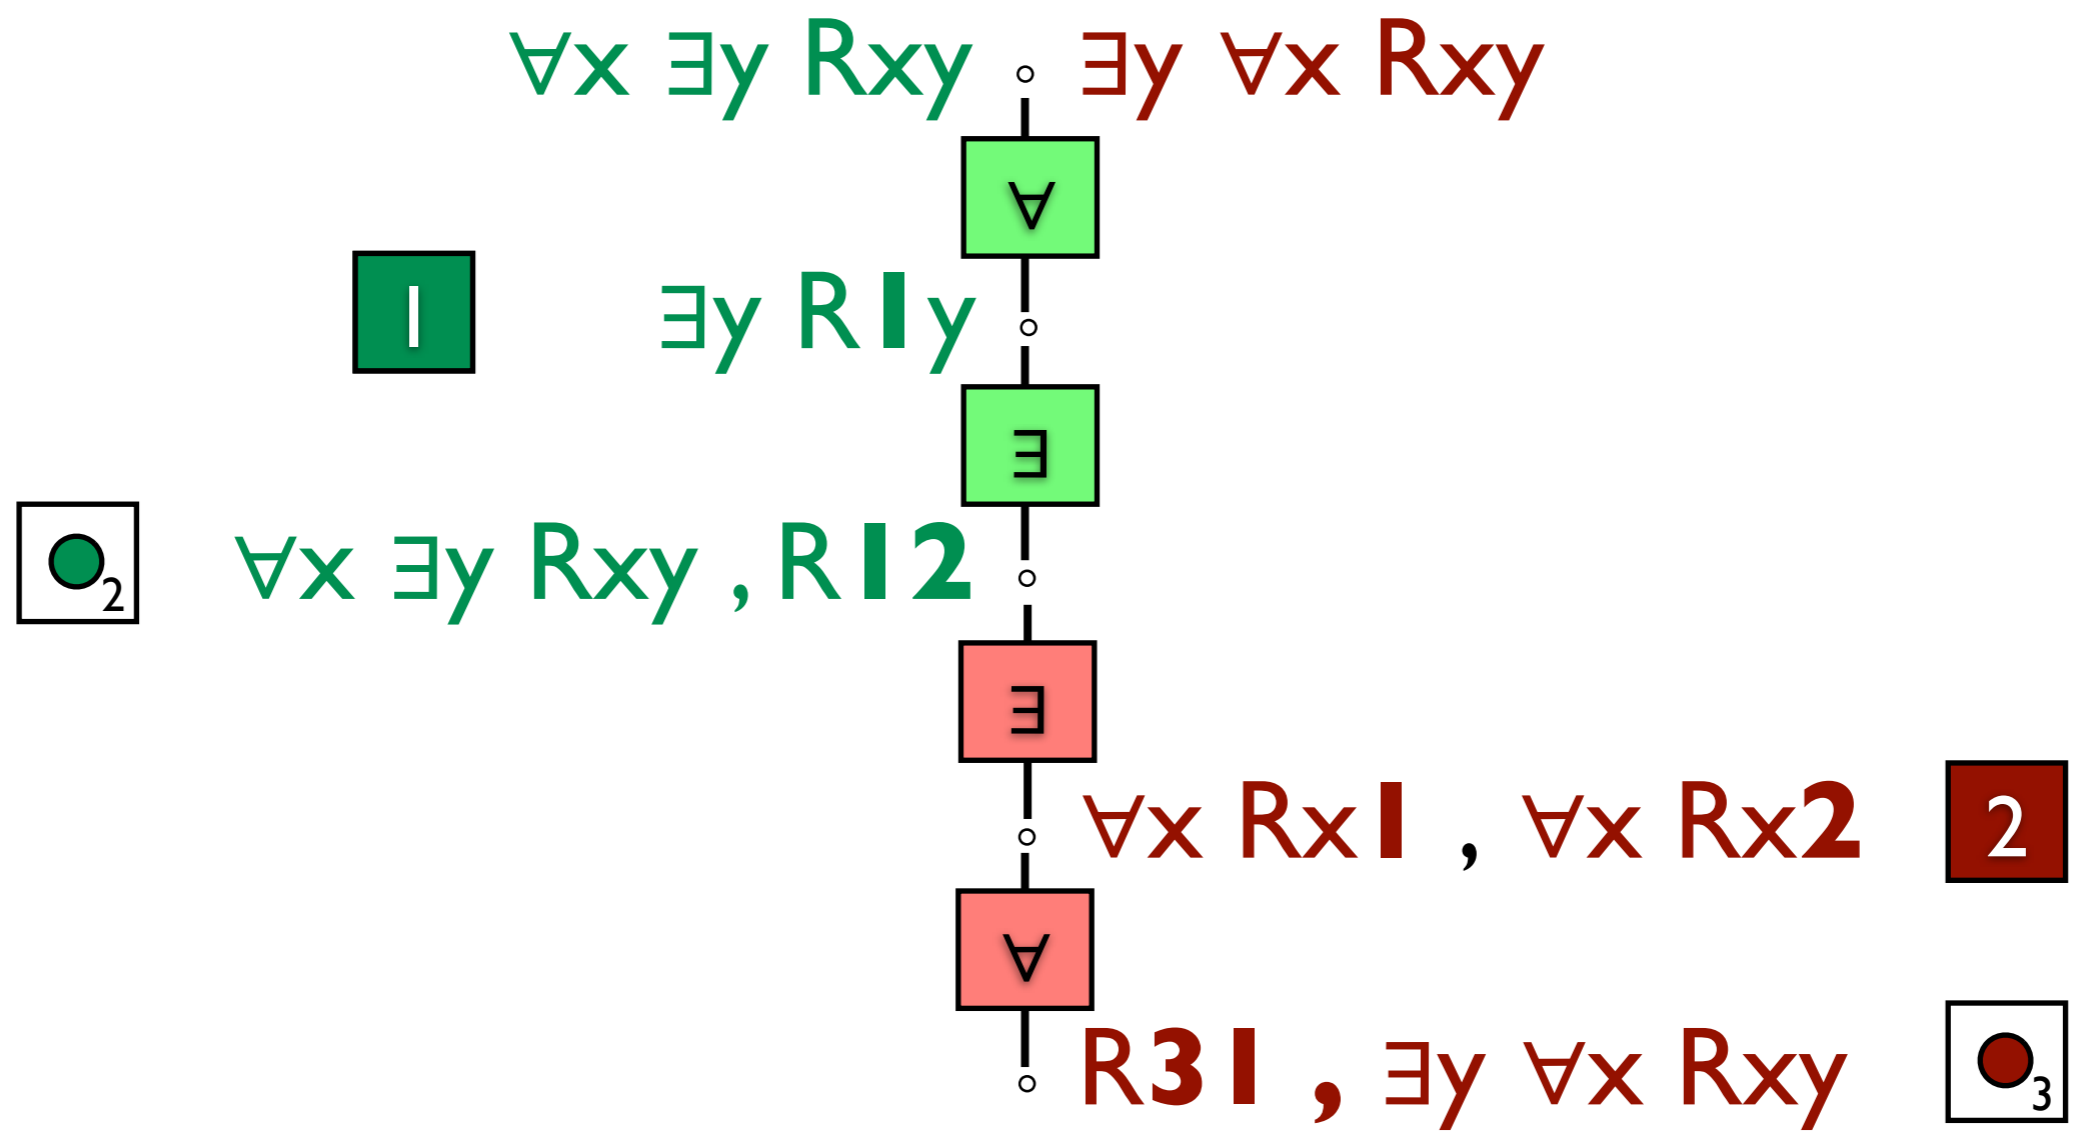 ∀x ∃y Rxy ∃y ∀x Rxy
∀
1 ∃y R1y
∃
2 ∀x ∃y Rxy , R12
∃
∀x Rx1 , ∀x Rx2 2
∀
R31 , ∃y ∀x Rxy 3